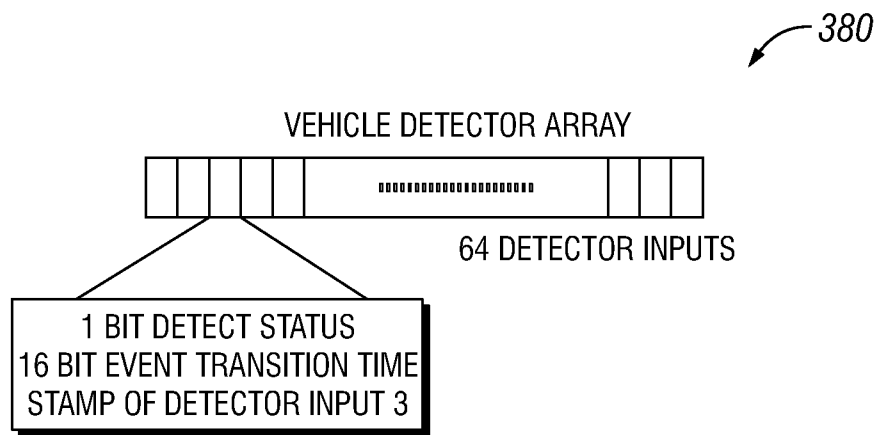 380
VEHICLE DETECTOR ARRAY
64 DETECTOR INPUTS
1 BIT DETECT STATUS
16 BIT EVENT TRANSITION TIME
STAMP OF DETECTOR INPUT 3